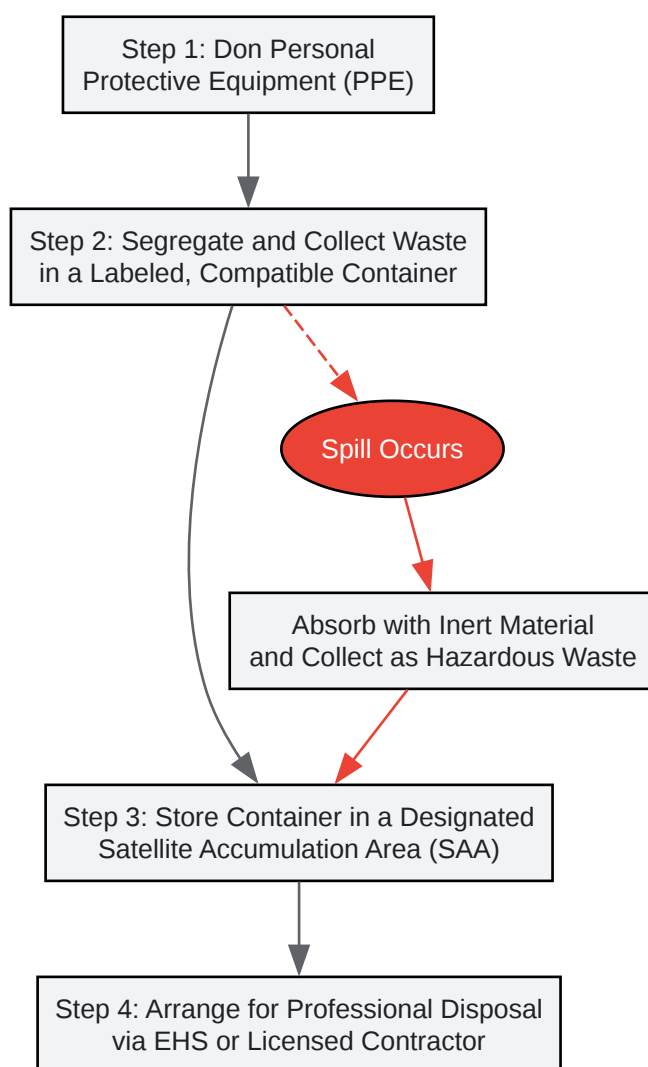 Step 1: Don Personal
Protective Equipment (PPE)
Step 2: Segregate and Collect Waste
in a Labeled, Compatible Container
Spill Occurs
Absorb with Inert Material
and Collect as Hazardous Waste
Step 3: Store Container in a Designated
Satellite Accumulation Area (SAA)
Step 4: Arrange for Professional Disposal
via EHS or Licensed Contractor